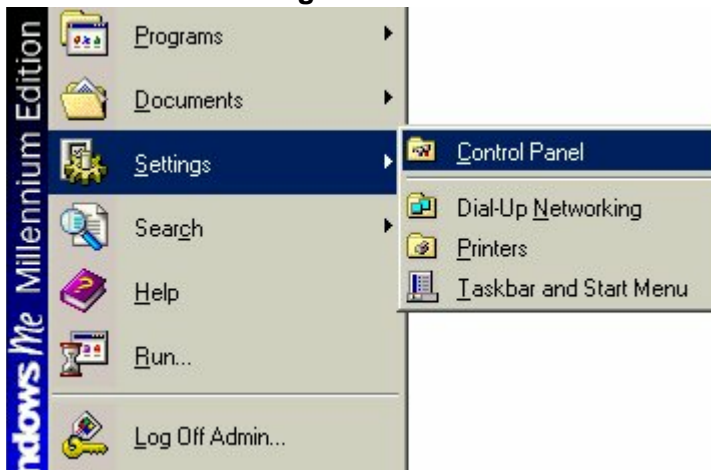 Programs
Documents
Settings
Search
Help
Run...
Log Off Admin...
Control Panel
Dial-Up Networking
Printers
Taskbar and Start Menu
ndows Me Millennium Edition